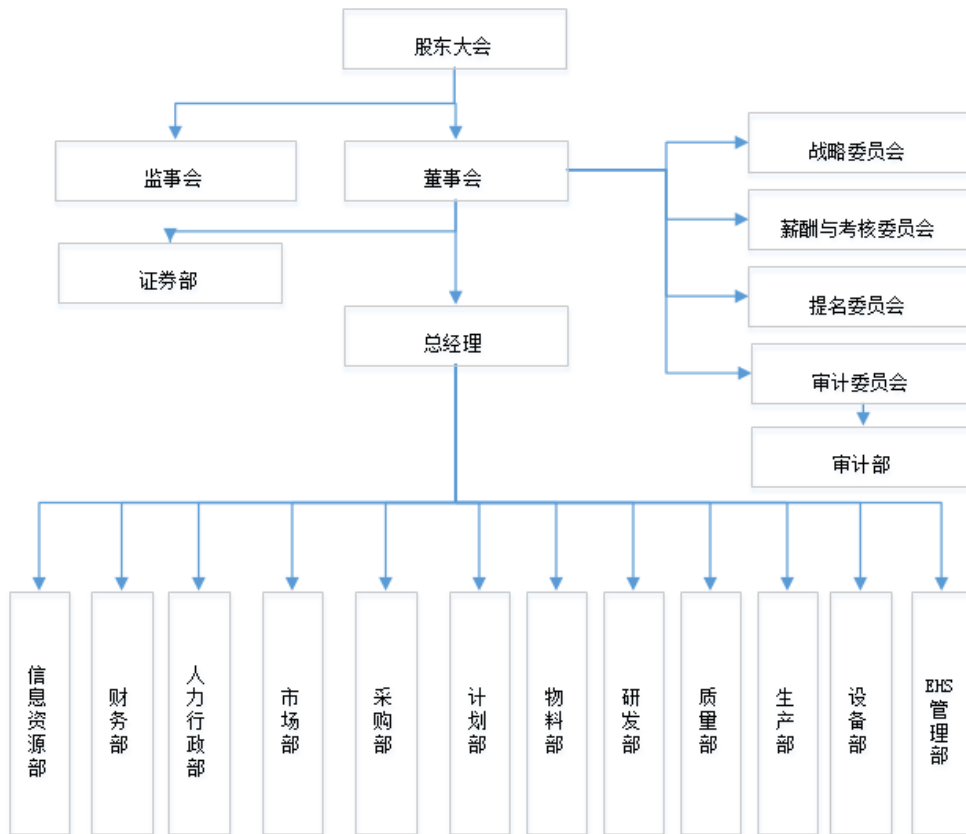 股东大会
监事会
董事会
战略委员会
薪酬与考核委员会
证券部
提名委员会
总经理
审计委员会
审计部
信息资源部
财务部
人力行政部
市场部
采购部
计划部
物料部
研发部
质量部
生产部
设备部
EHS管理部